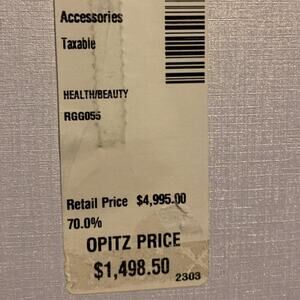 Accessories
Taxable
HEALTH/BEAUTY
RGG055
Retail Price $4,995.00
70.0%
OPITZ PRICE
$1,498.50
2303